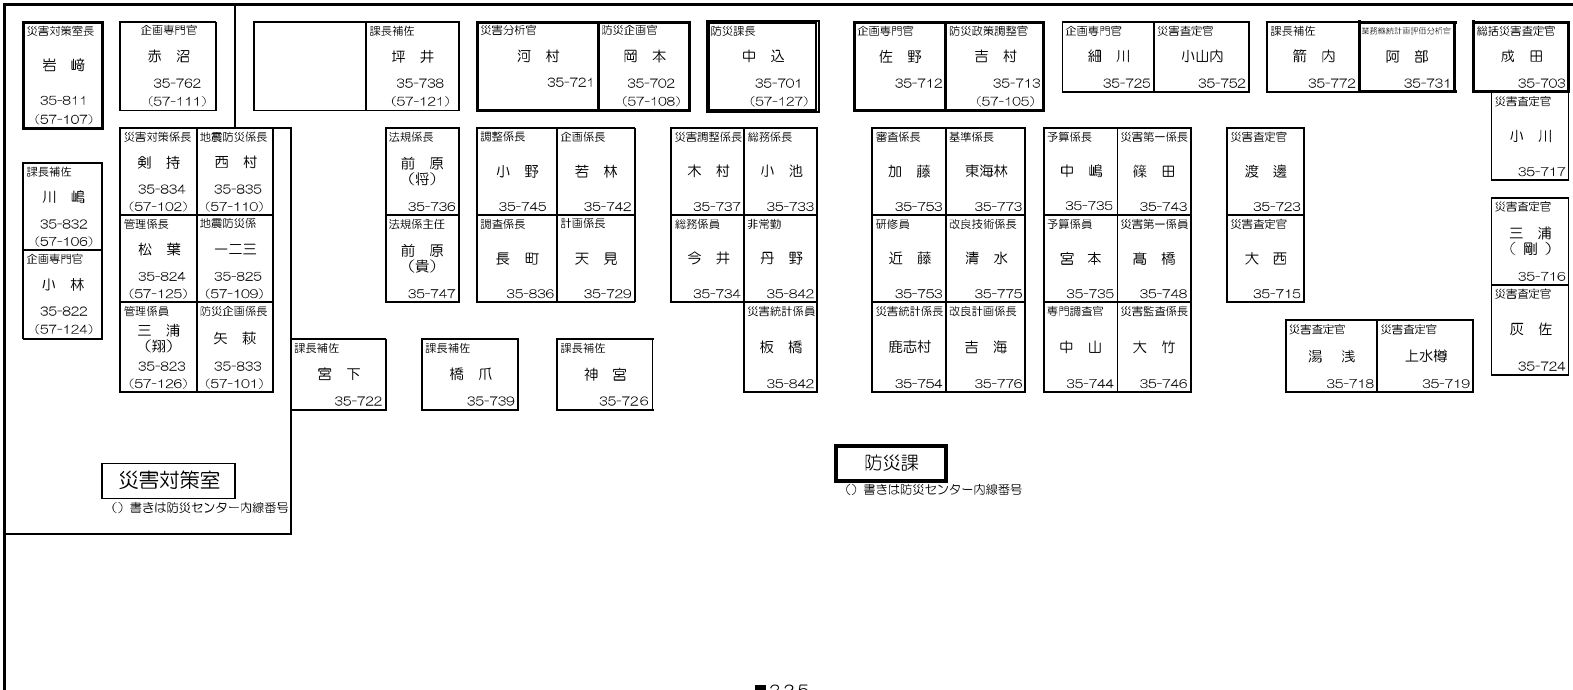 災害対策室長
岩 﨑
35-811
(57-107)
企画専門官
赤 沼
35-762
(57-111)
課長補佐
坪 井
35-738
(57-121)
災害分析官
河 村
35-721
防災企画官
岡 本
35-702
(57-108)
防災課長
中 込
35-701
(57-127)
企画専門官
佐 野
35-712
防災政策調整官
吉 村
35-713
(57-105)
企画専門官
細 川
35-725
災害査定官
小山内
35-752
課長補佐
箭 内
35-772
業務継続計画評価分析官
阿 部
35-731
総括災害査定官
成 田
35-703
災害査定官
小 川
35-717
課長補佐
川 嶋
35-832
(57-106)
企画専門官
小 林
35-822
(57-124)
災害対策係長
剣 持
35-834
(57-102)
地震防災係長
西 村
35-835
(57-110)
管理係長
松 葉
35-824
(57-125)
地震防災係
一二三
35-825
(57-109)
管理係員
三 浦
(翔)
35-823
(57-126)
防災企画係長
矢 萩
35-833
(57-101)
法規係長
前 原
(将)
35-736
法規係主任
前 原
(貴)
35-747
調整係長
小 野
35-745
企画係長
若 林
35-742
調査係長
長 町
35-836
計画係長
天 見
35-729
災害調整係長
木 村
35-737
総務係長
小 池
35-733
総務係員
今 井
35-734
非常勤
丹 野
35-842
災害統計係員
板 橋
35-842
審査係長
加 藤
35-753
基準係長
東海林
35-773
研修員
近 藤
35-753
改良技術係長
清 水
35-775
災害統計係長
鹿志村
35-754
改良計画係長
吉 海
35-776
予算係長
中 嶋
35-735
災害第一係長
篠 田
35-743
予算係員
宮 本
35-735
災害第一係員
髙 橋
35-748
専門調査官
中 山
35-744
災害監査係長
大 竹
35-746
災害査定官
渡 邊
35-723
災害査定官
大 西
35-715
災害査定官
三 浦
(剛)
35-716
災害査定官
灰 佐
35-724
災害査定官
湯 浅
35-718
災害査定官
上水樽
35-719
課長補佐
宮 下
35-722
課長補佐
橋 爪
35-739
課長補佐
神 宮
35-726
災害対策室
() 書きは防災センター内線番号
防災課
() 書きは防災センター内線番号